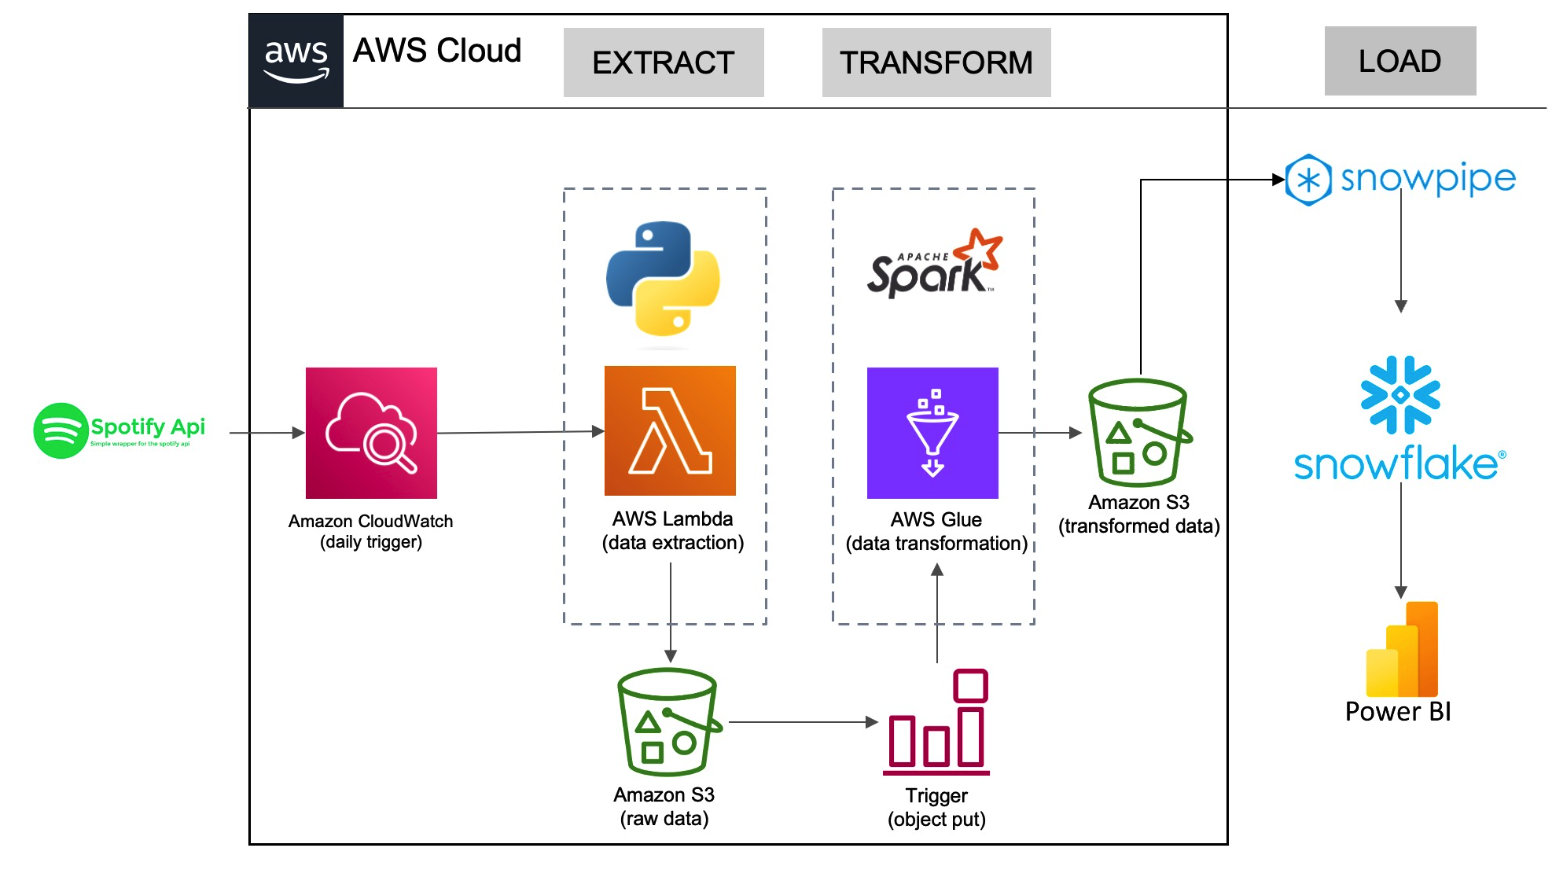 aws
AWS Cloud
EXTRACT
TRANSFORM
LOAD
snowpipe
APACHE
Spark™
Spotify Api
Simple wrapper for the spotify api
snowflake®
Amazon CloudWatch
(daily trigger)
AWS Lambda
(data extraction)
AWS Glue
(data transformation)
Amazon S3
(transformed data)
Power BI
Amazon S3
(raw data)
Trigger
(object put)